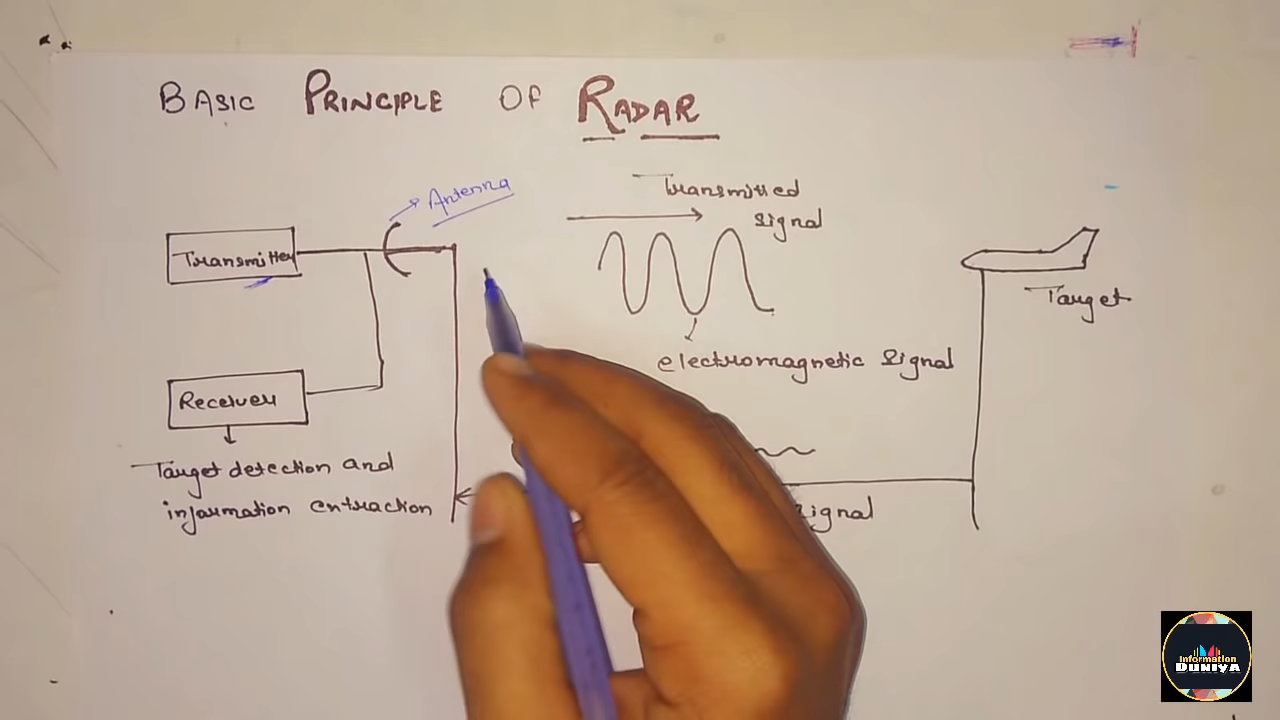 BASIC PRINCIPLE OF RADAR
Antenna
Transmitted
signal
Transmitter
Target
electromagnetic signal
Receiver
Target detection and
information entraction
signal
Information
DUNIYA